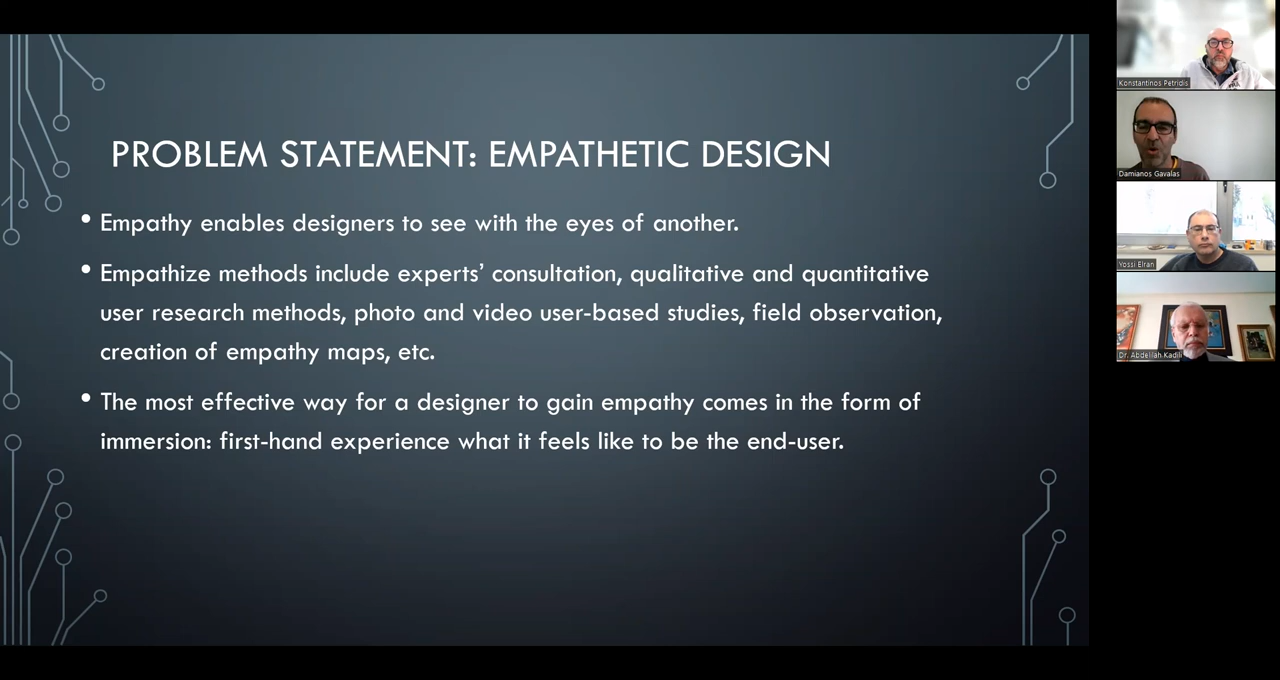 PROBLEM STATEMENT: EMPATHETIC DESIGN
• Empathy enables designers to see with the eyes of another.
• Empathize methods include experts’ consultation, qualitative and quantitative
user research methods, photo and video user-based studies, field observation,
creation of empathy maps, etc.
• The most effective way for a designer to gain empathy comes in the form of
immersion: first-hand experience what it feels like to be the end-user.
Konstantinos Petridis
Damianos Gavalas
Yossi Elran
Dr. Abdelilah Kadili